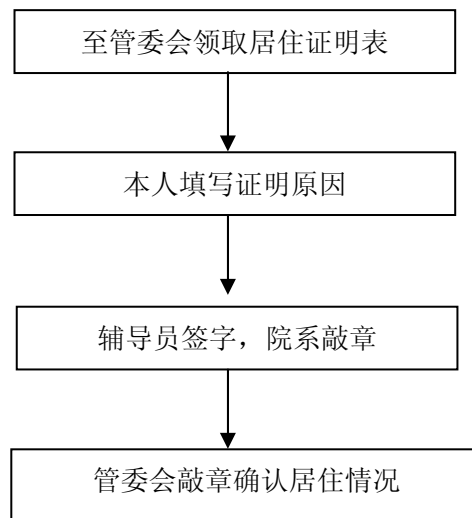 至管委会领取居住证明表
本人填写证明原因
辅导员签字，院系敲章
管委会敲章确认居住情况